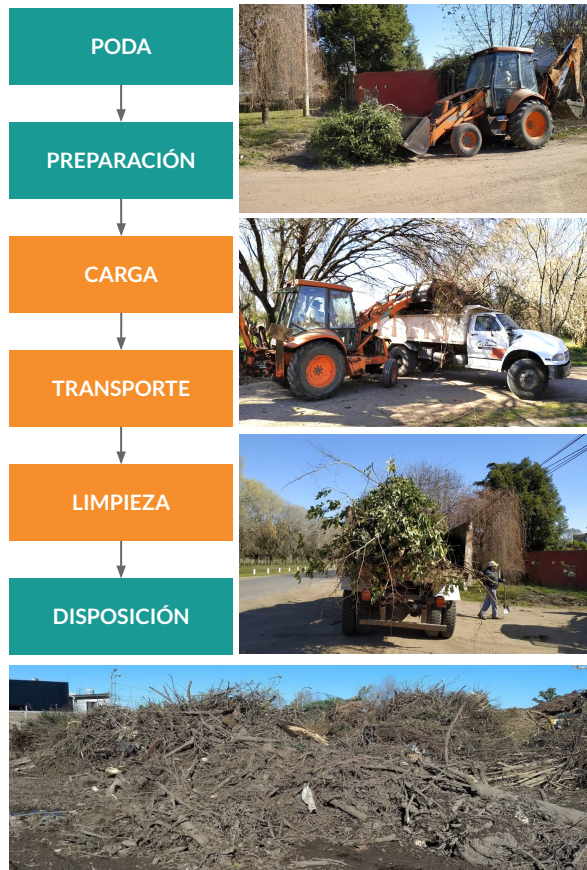 PODA
PREPARACIÓN
CARGA
TRANSPORTE
LIMPIEZA
DISPOSICIÓN